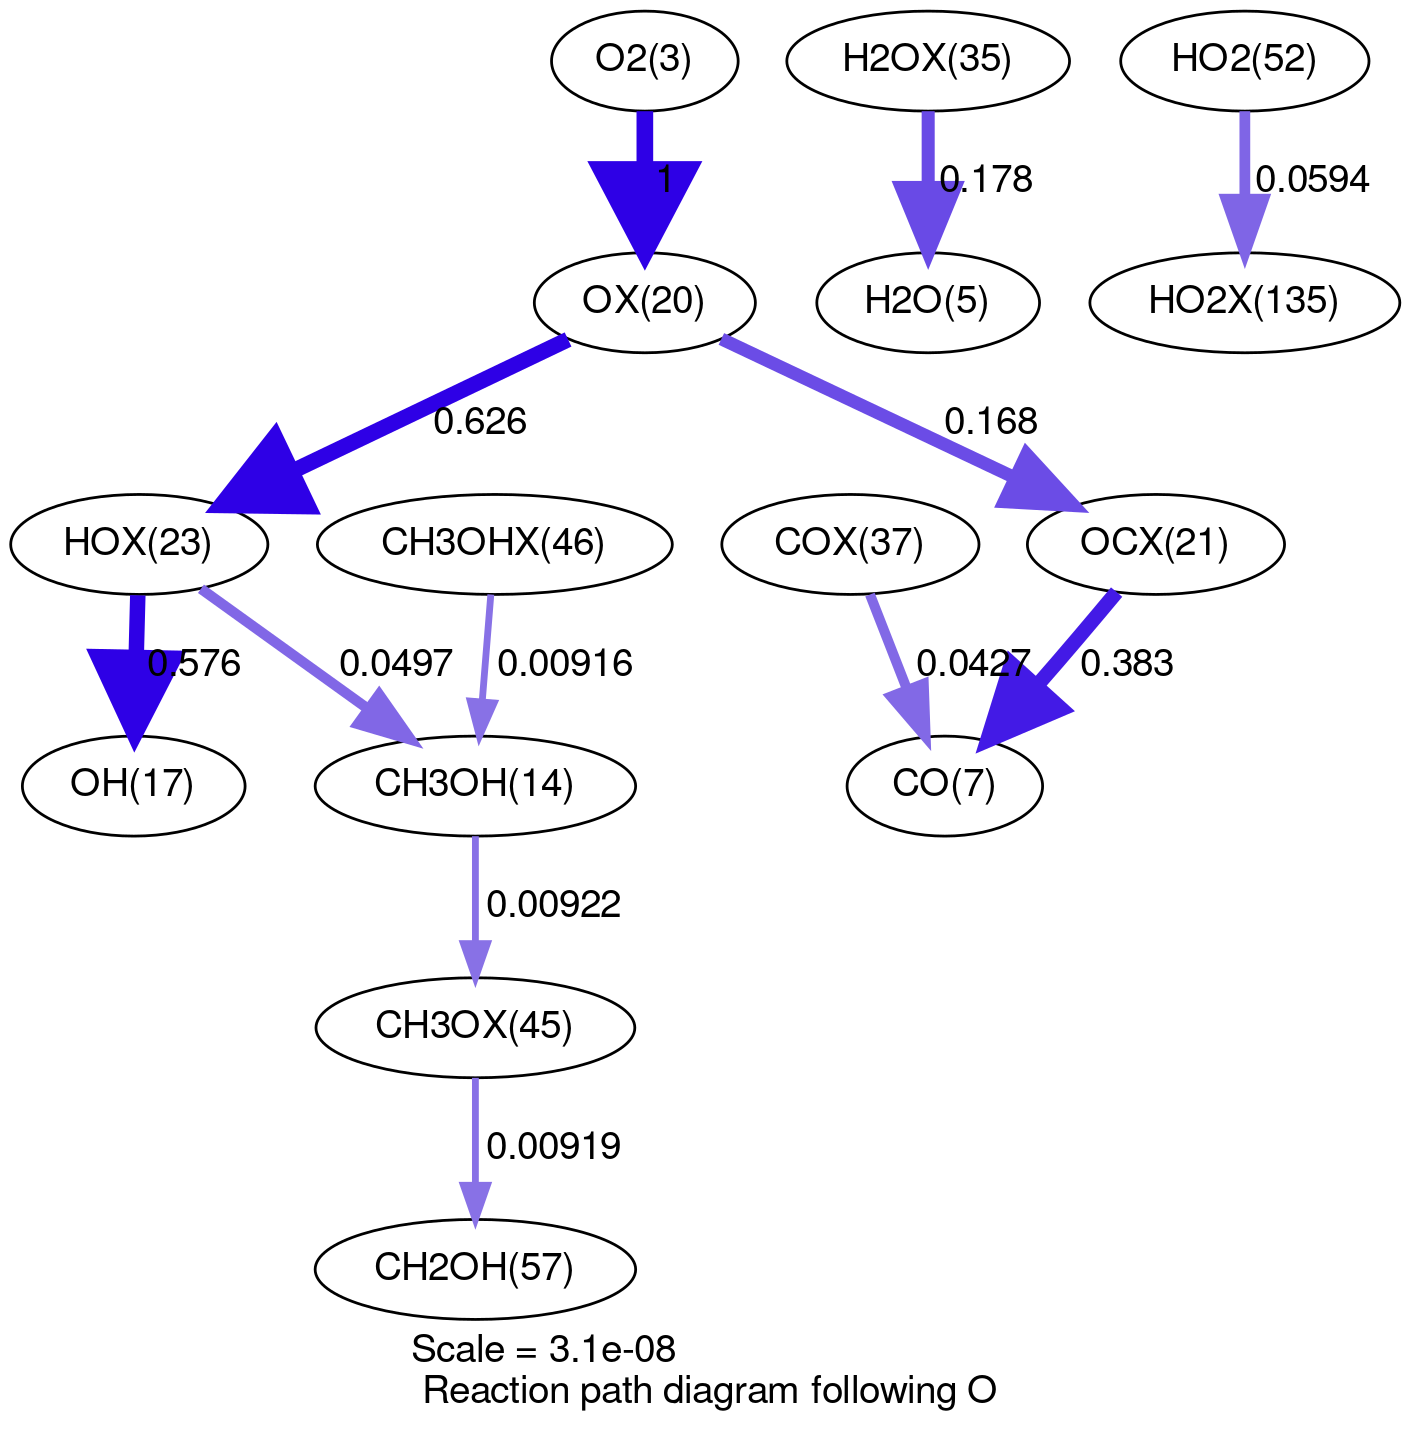 O2(3)
H2OX(35)
HO2(52)
1
0.178
0.0594
OX(20)
H2O(5)
HO2X(135)
0.626
0.168
HOX(23)
CH3OHX(46)
COX(37)
OCX(21)
0.576
0.0497
0.00916
0.0427
0.383
OH(17)
CH3OH(14)
CO(7)
0.00922
CH3OX(45)
0.00919
CH2OH(57)
Scale = 3.1e-08
Reaction path diagram following O